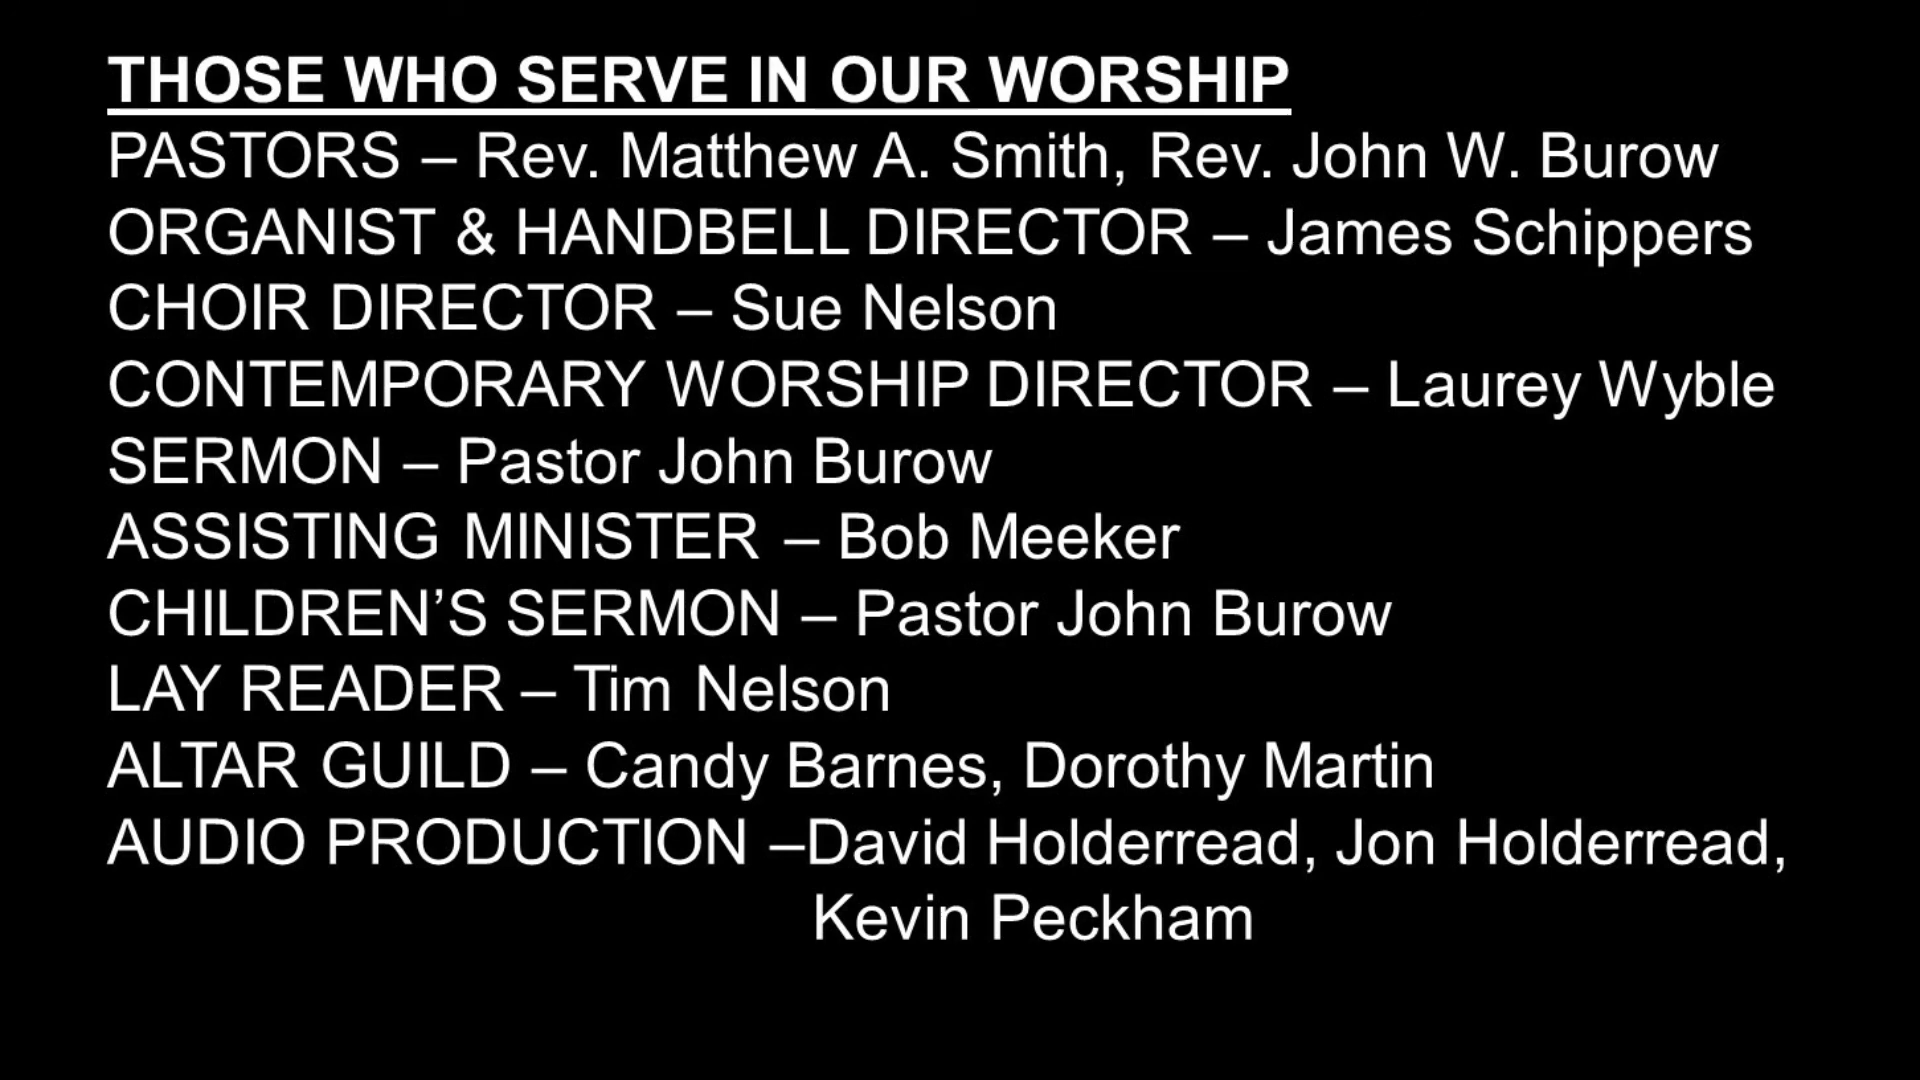 THOSE WHO SERVE IN OUR WORSHIP
PASTORS – Rev. Matthew A. Smith, Rev. John W. Burow
ORGANIST & HANDBELL DIRECTOR – James Schippers
CHOIR DIRECTOR – Sue Nelson
CONTEMPORARY WORSHIP DIRECTOR – Laurey Wyble
SERMON – Pastor John Burow
ASSISTING MINISTER – Bob Meeker
CHILDREN’S SERMON – Pastor John Burow
LAY READER – Tim Nelson
ALTAR GUILD – Candy Barnes, Dorothy Martin
AUDIO PRODUCTION –David Holderread, Jon Holderread,
Kevin Peckham